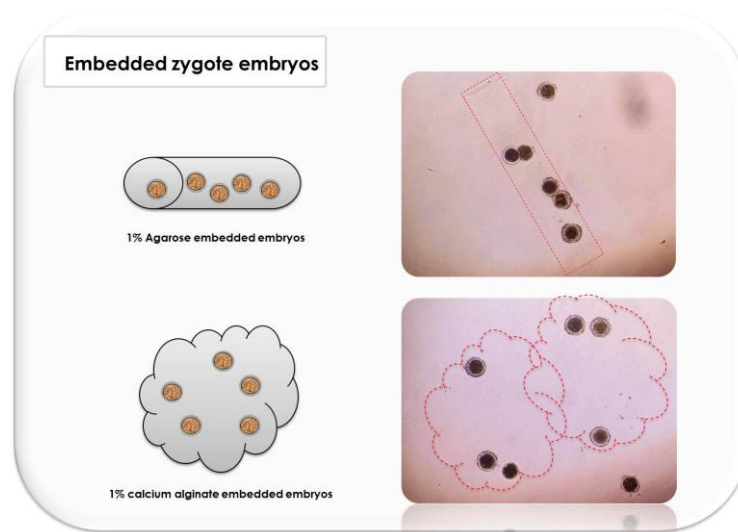 Embedded zygote embryos
1% Agarose embedded embryos
1% calcium alginate embedded embryos